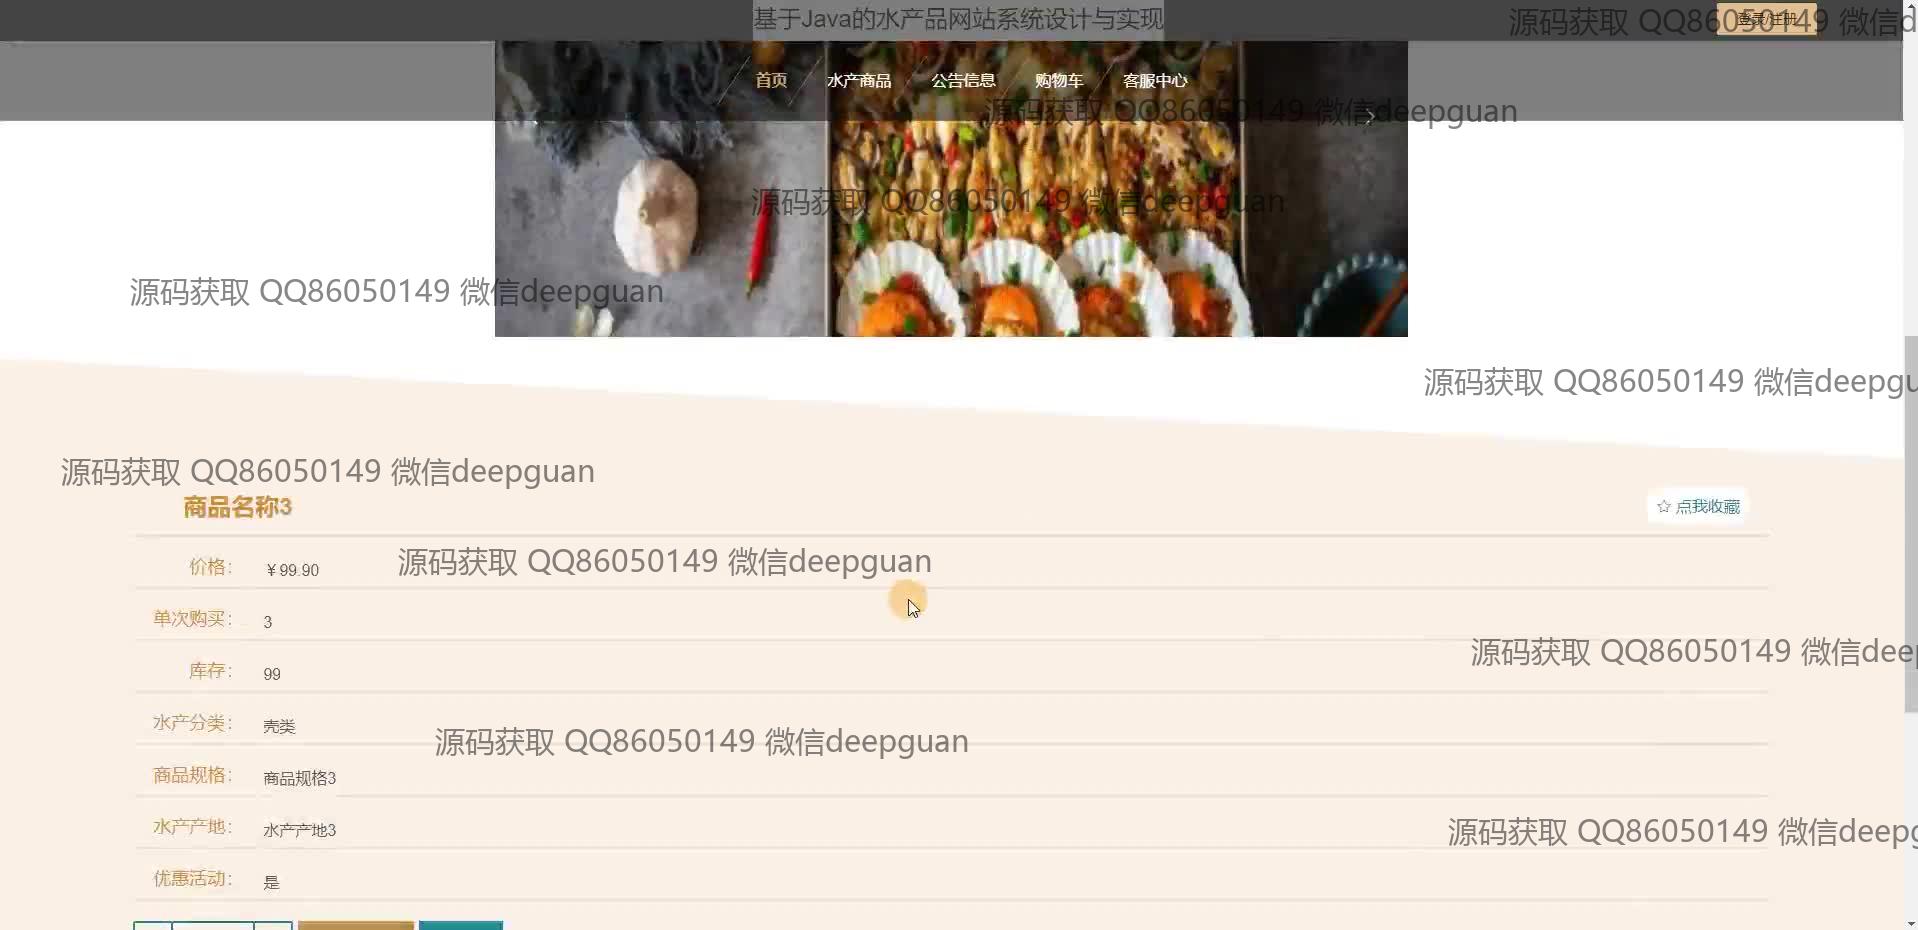 基于Java的水产品网站系统设计与实现
登录/注册
源码获取 QQ86050149 微信d
首页 水产商品 公告信息 购物车 客服中心
源码获取 QQ86050149 微信deepguan
源码获取 QQ86050149 微信deepguan
源码获取 QQ86050149 微信deepguan
源码获取 QQ86050149 微信deepgu
源码获取 QQ86050149 微信deepguan
商品名称3
☆ 点我收藏
价格： ￥99.90
源码获取 QQ86050149 微信deepguan
单次购买： 3
源码获取 QQ86050149 微信deep
库存： 99
水产分类： 壳类
源码获取 QQ86050149 微信deepguan
商品规格： 商品规格3
水产产地： 水产产地3
源码获取 QQ86050149 微信deepg
优惠活动： 是